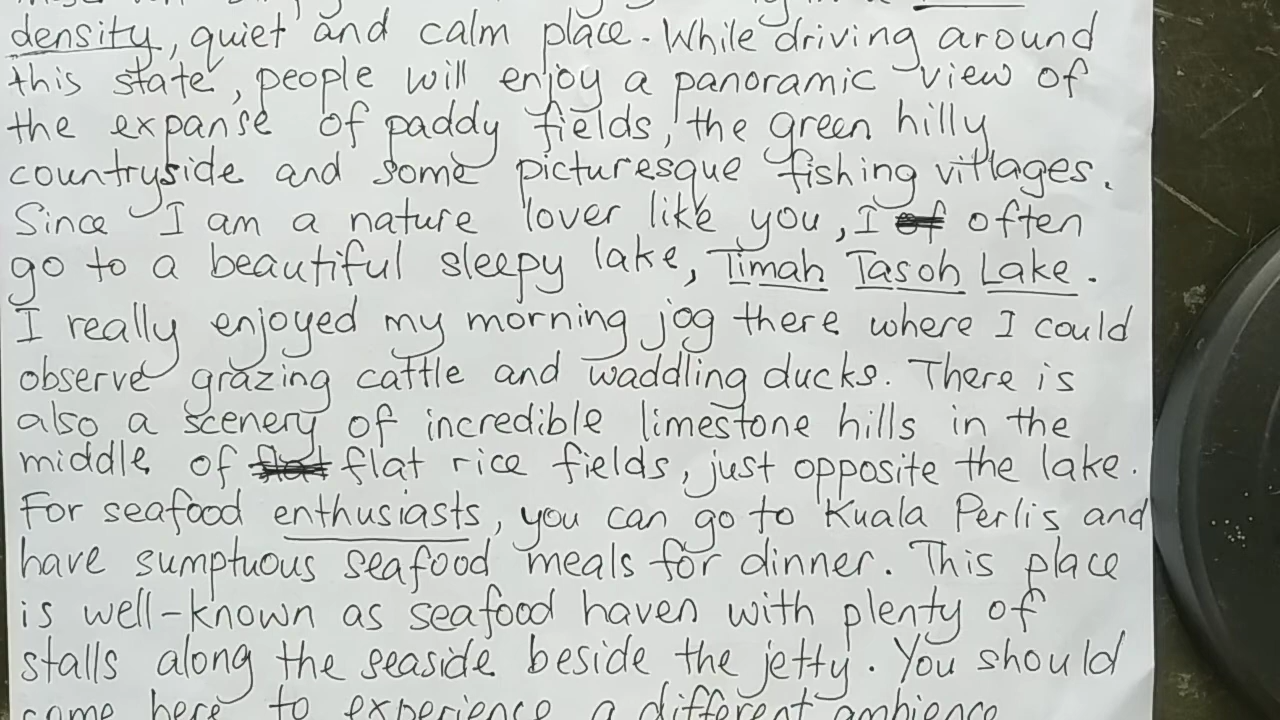 density, quiet and calm place. While driving around
this state, people will enjoy a panoramic view of
the expanse of paddy fields, the green hilly
countryside and some picturesque fishing villages.
Since I am a nature lover like you, I often
go to a beautiful sleepy lake, Timah Tasoh Lake.
I really enjoyed my morning jog there where I could
observe grazing cattle and waddling ducks. There is
also a scenery of incredible limestone hills in the
middle of flat rice fields, just opposite the lake.
For seafood enthusiasts, you can go to Kuala Perlis and
have sumptuous seafood meals for dinner. This place
is well-known as seafood haven with plenty of
stalls along the seaside beside the jetty. You should
come here to experience a different ambience